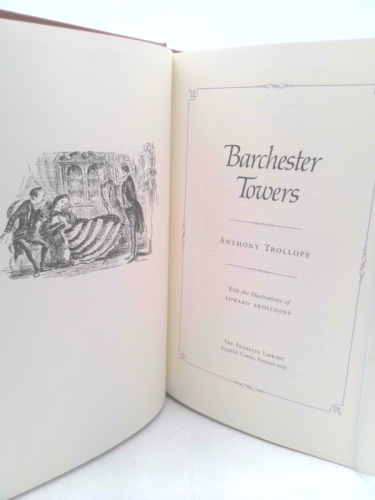 Barchester
Towers
ANTHONY TROLLOPE
With the Illustrations of
EDWARD ARDIZZONE
THE FRANKLIN LIBRARY
Franklin Center, Pennsylvania